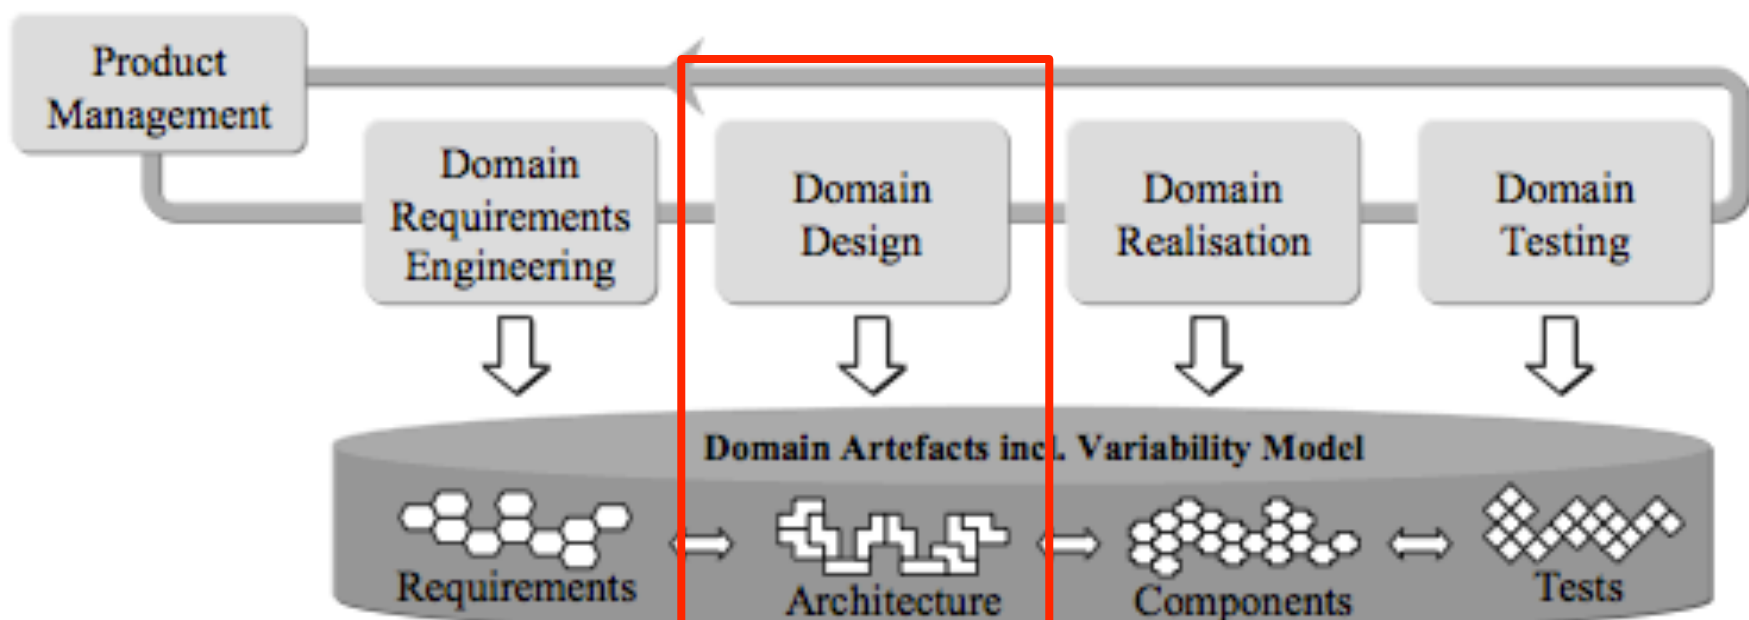 Product
Management
Domain
Requirements
Engineering
Domain
Design
Domain
Realisation
Domain
Testing
Domain Artefacts incl. Variability Model
Requirements
Architecture
Components
Tests